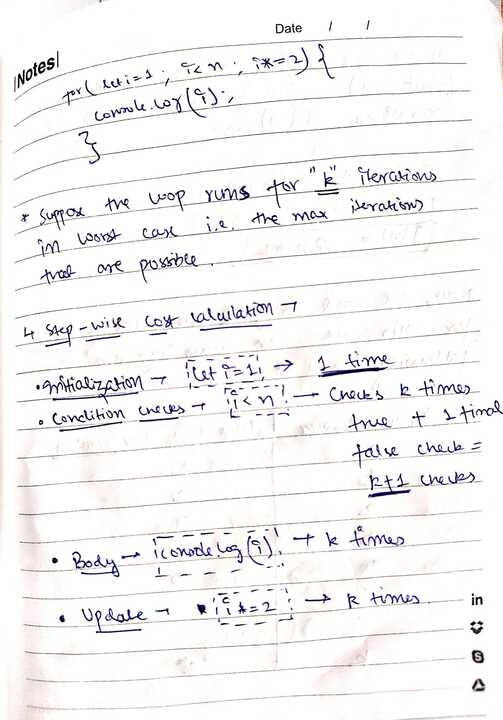 Date / /
Notes
for( let i=1 ; i<n ; i*=2) {
console.log(i);
}
* Suppose the loop runs for "k" iterations
in worst case i.e. the max iterations
that are possible.
↳ Step-wise cost calculation →
• initialization → let i=1; → 1 time
• Condition checks → i<n → Checks k times
true + 1 final
false check =
k+1 checks
• Body → console.log(i); → k times
• Update → i*=2 → k times
in